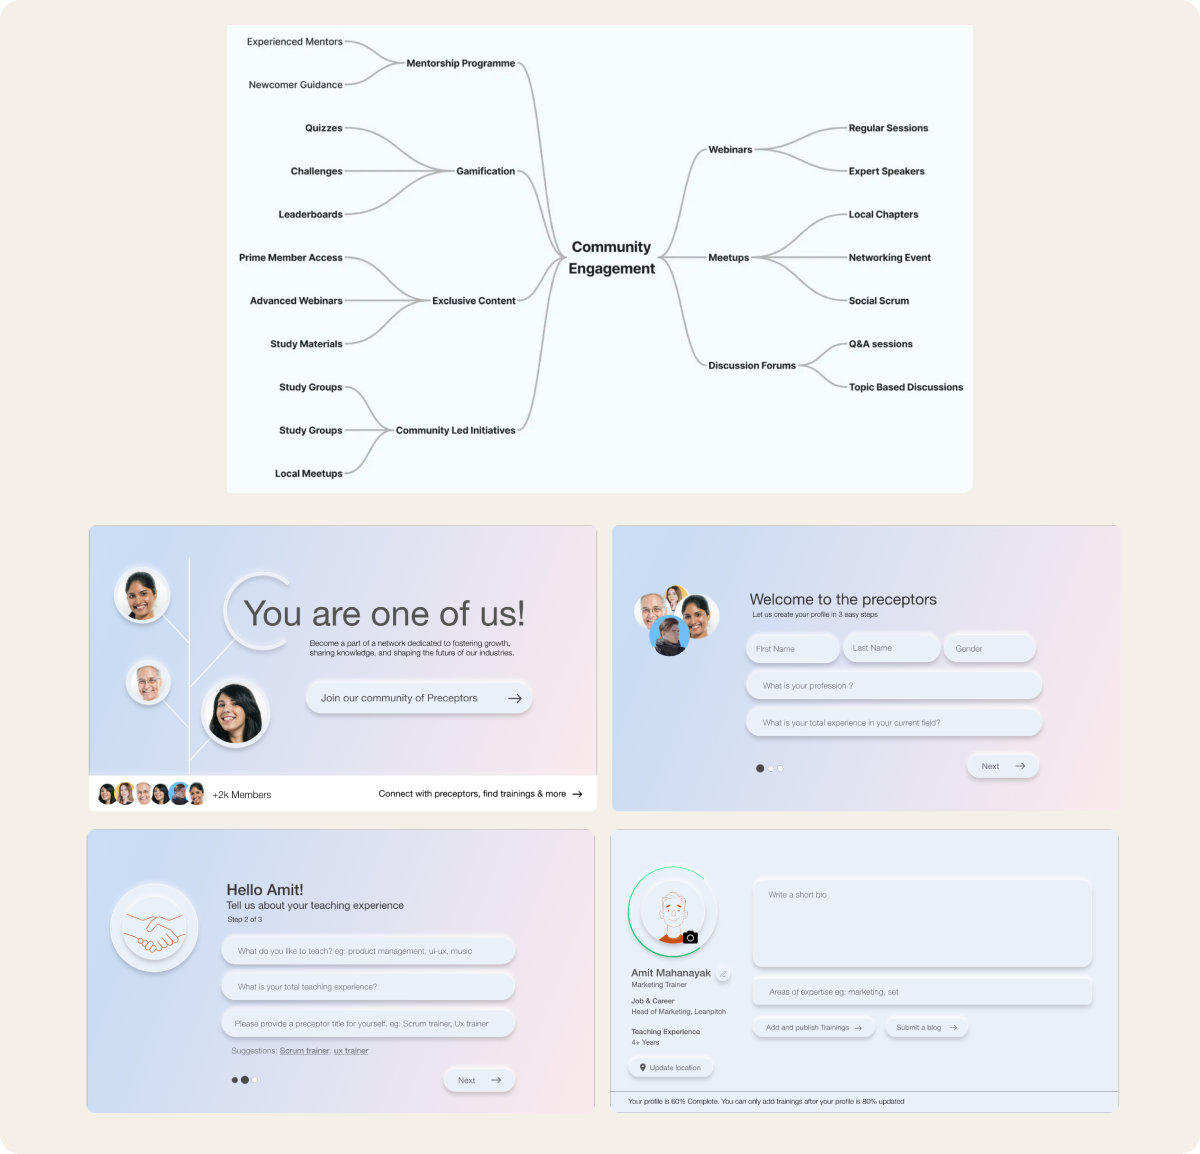 Experienced Mentors
Newcomer Guidance
Mentorship Programme
Quizzes
Challenges
Leaderboards
Gamification
Prime Member Access
Advanced Webinars
Study Materials
Exclusive Content
Study Groups
Study Groups
Local Meetups
Community Led Initiatives
Community
Engagement
Webinars
Regular Sessions
Expert Speakers
Meetups
Local Chapters
Networking Event
Social Scrum
Discussion Forums
Q&A sessions
Topic Based Discussions
You are one of us!
Become a part of a network dedicated to fostering growth,
sharing knowledge, and shaping the future of our industries.
Join our community of Preceptors
+2k Members
Connect with preceptors, find trainings & more
Welcome to the preceptors
Let us create your profile in 3 easy steps
First Name
Last Name
Gender
What is your profession ?
What is your total experience in your current field?
Next
Hello Amit!
Tell us about your teaching experience
Step 2 of 3
What do you like to teach? eg: product management, ui-ux, music
What is your total teaching experience?
Please provide a preceptor title for yourself. eg: Scrum trainer, Ux trainer
Suggestions: Scrum trainer, ux trainer
Next
Amit Mahanayak
Marketing Trainer
Job & Career
Head of Marketing, Leanpitch
Teaching Experience
4+ Years
Update location
Write a short bio
Areas of expertise eg: marketing, set
Add and publish Trainings
Submit a blog
Your profile is 60% Complete. You can only add trainings after your profile is 80% updated